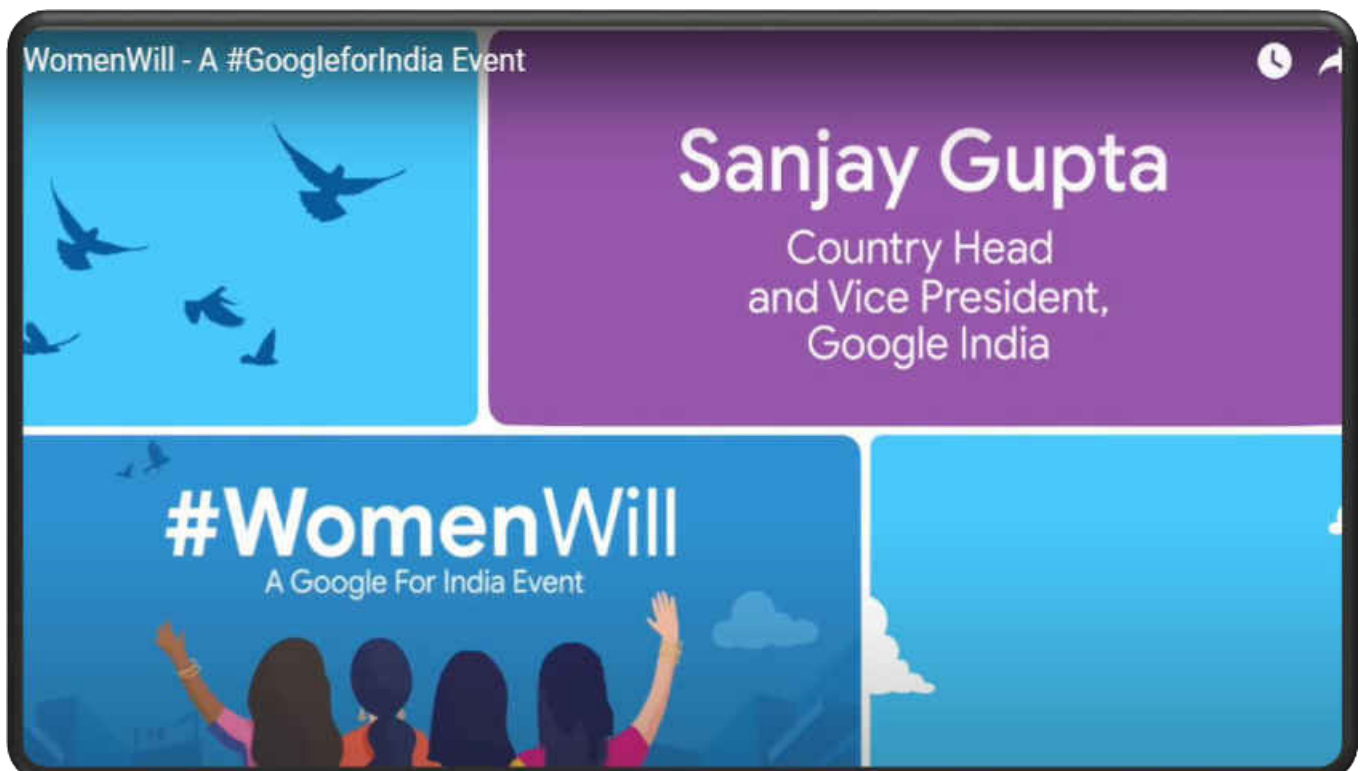 WomenWill - A #GoogleforIndia Event
Sanjay Gupta
Country Head
and Vice President,
Google India
#WomenWill
A Google For India Event